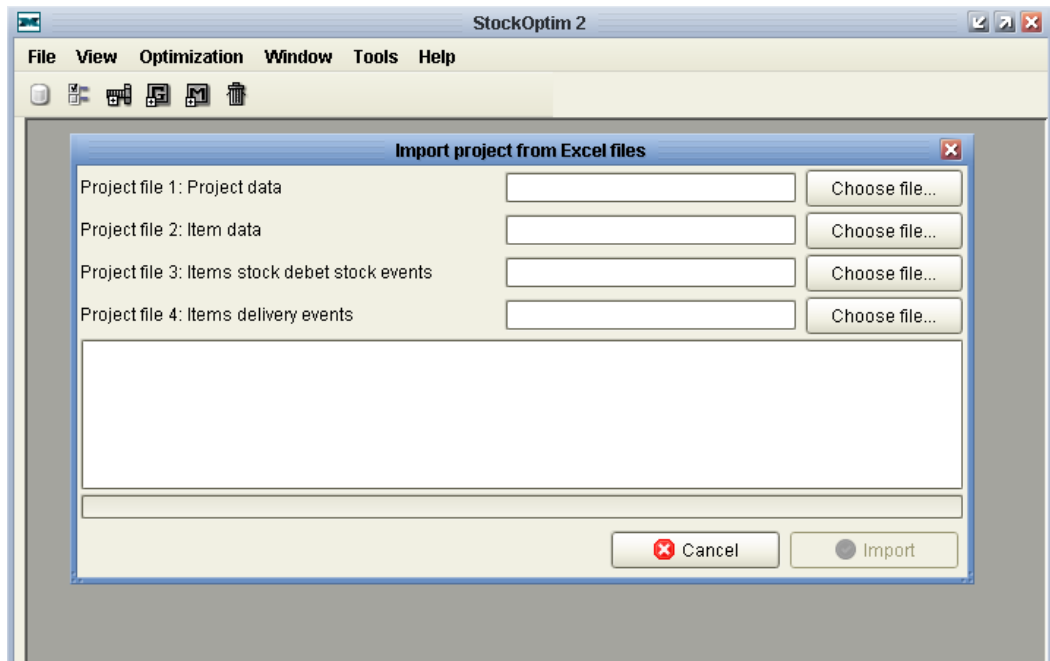 StockOptim 2
File View Optimization Window Tools Help
Import project from Excel files
Project file 1: Project data Choose file...
Project file 2: Item data Choose file...
Project file 3: Items stock debet stock events Choose file...
Project file 4: Items delivery events Choose file...
Cancel Import